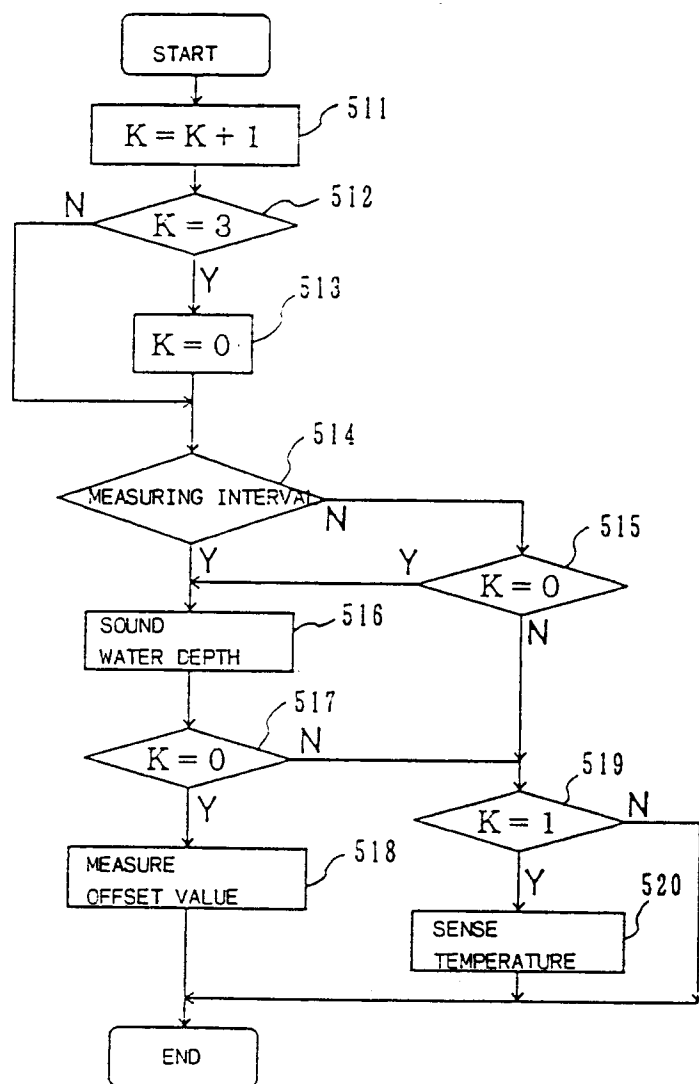 START
K = K + 1
511
N
K = 3
512
Y
513
K = 0
514
MEASURING INTERVAL
N
515
Y
Y
K = 0
SOUND
WATER DEPTH
516
N
517
K = 0
N
519
Y
K = 1
N
MEASURE
OFFSET VALUE
518
Y
520
SENSE
TEMPERATURE
END